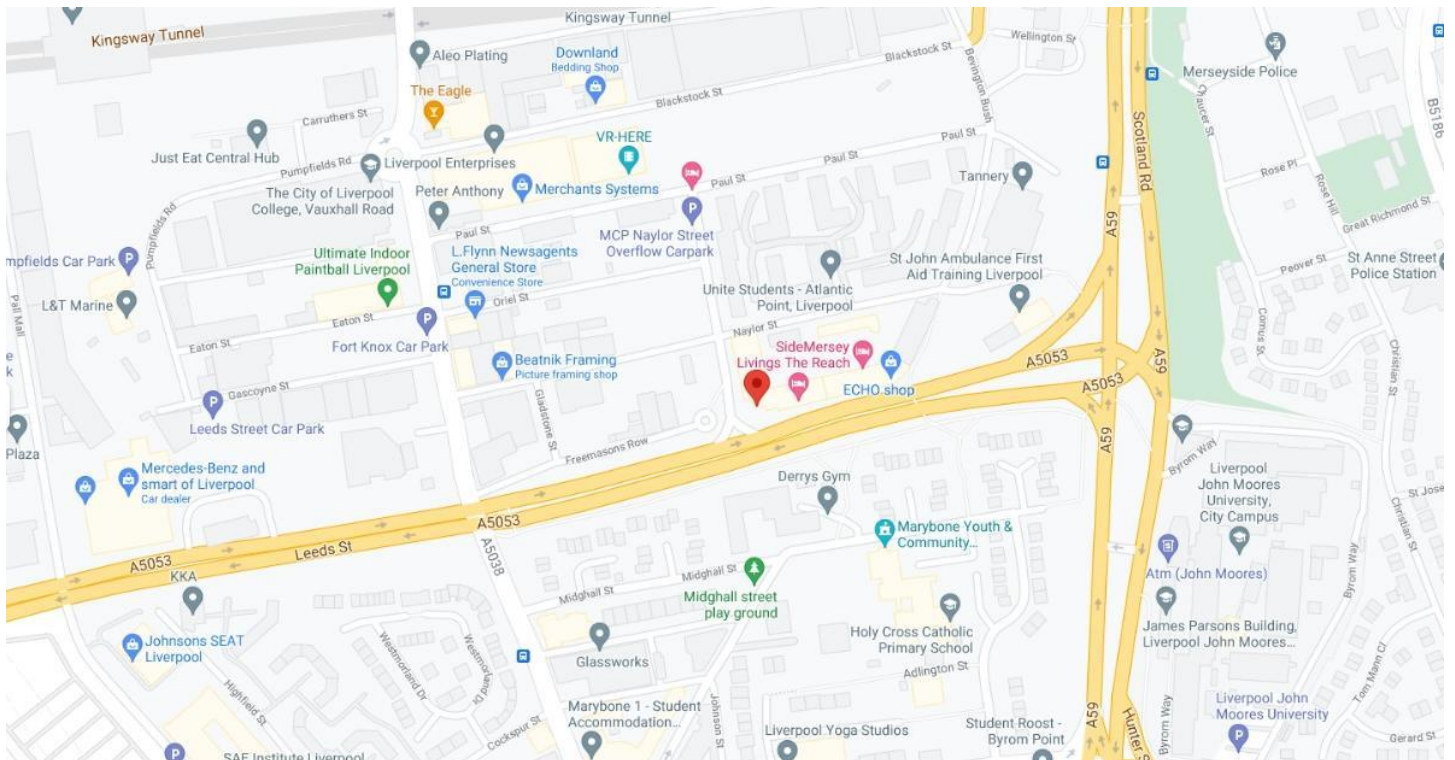 Kingsway Tunnel
Kingsway Tunnel
Aleo Plating
Downland
Bedding Shop
Wellington St
Blackstock St
Bevington Bush
Merseyside Police
The Eagle
Blackstock St
Carruthers St
Chaucer St
Scotland Rd
B5186
Just Eat Central Hub
Pumpfields Rd
Liverpool Enterprises
VR-HERE
Paul St
Paul St
Rose Pl
The City of Liverpool
College, Vauxhall Road
Peter Anthony
Merchants Systems
Paul St
Tannery
Rose Hill
Pumpfields Rd
Paul St
MCP Naylor Street
Overflow Carpark
A59
Great Richmond St
mpfields Car Park
Ultimate Indoor
Paintball Liverpool
L.Flynn Newsagents
General Store
Convenience Store
St John Ambulance First
Aid Training Liverpool
Peover St
St Anne Street
Police Station
L&T Marine
Oriel St
Unite Students - Atlantic
Point, Liverpool
Pall Mall
Eaton St
Eaton St
Fort Knox Car Park
Naylor St
Comus St
e
k
Beatnik Framing
Picture framing shop
SideMersey
Livings The Reach
A5053
A59
Christian St
Gascoyne St
ECHO shop
A5053
Leeds Street Car Park
Gladstone St
Plaza
Freemasons Row
A59
Byrom Way
Mercedes-Benz and
smart of Liverpool
Car dealer
Derrys Gym
Liverpool
John Moores
University,
City Campus
St Jose
Christian St
A5053
Leeds St
A5053
A5038
Marybone Youth &
Community...
Byrom Way
KKA
Midghall St
Midghall St
Midghall street
play ground
Atm (John Moores)
Holy Cross Catholic
Primary School
James Parsons Building,
Liverpool John Moores...
Johnsons SEAT
Liverpool
Westmorland Dr
Westmorland Dr
Glassworks
Adlington St
Tom Mann Cl
Highfield St
Marybone 1 - Student
Accommodation...
Johnson St
A59
Hunter S
Byrom Way
Liverpool John
Moores University
Cockspur St
Liverpool Yoga Studios
Student Roost -
Byrom Point
Gerard St
SAE Institute Liverpool